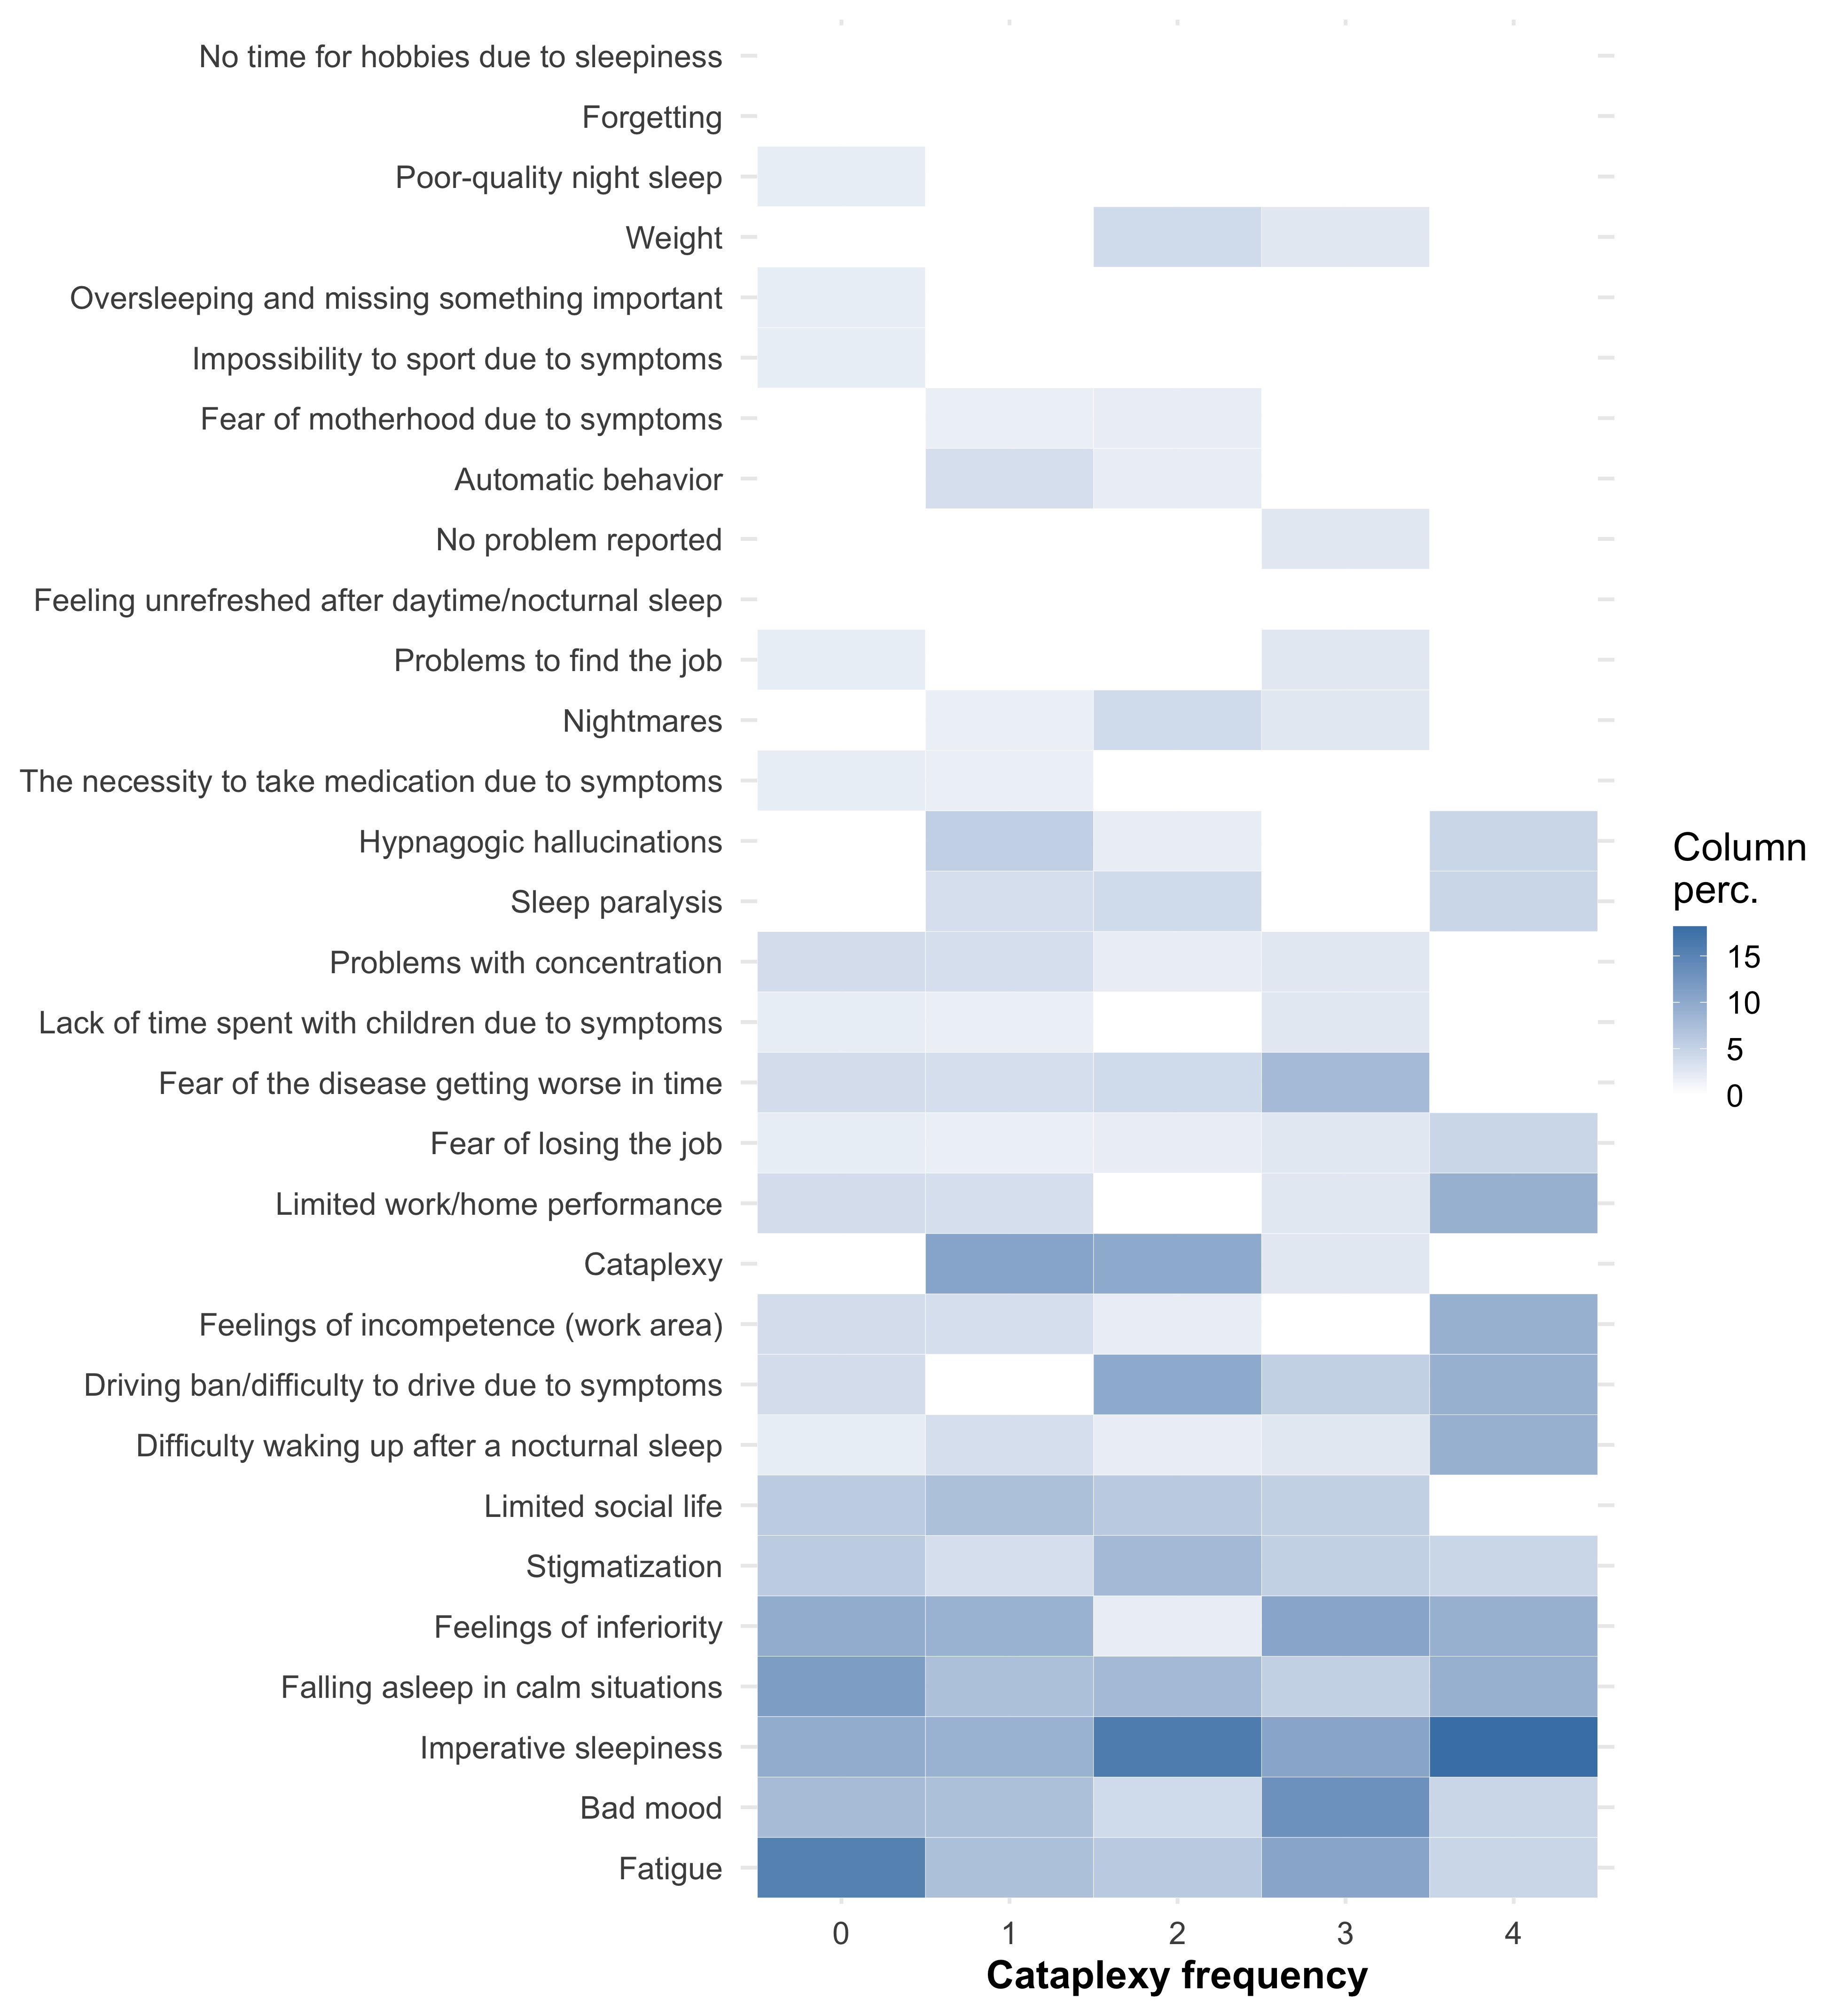 No time for hobbies due to sleepiness
Forgetting
Poor-quality night sleep
Weight
Oversleeping and missing something important
Impossibility to sport due to symptoms
Fear of motherhood due to symptoms
Automatic behavior
No problem reported
Feeling unrefreshed after daytime/nocturnal sleep
Problems to find the job
Nightmares
The necessity to take medication due to symptoms
Hypnagogic hallucinations
Sleep paralysis
Problems with concentration
Lack of time spent with children due to symptoms
Fear of the disease getting worse in time
Fear of losing the job
Limited work/home performance
Cataplexy
Feelings of incompetence (work area)
Driving ban/difficulty to drive due to symptoms
Difficulty waking up after a nocturnal sleep
Limited social life
Stigmatization
Feelings of inferiority
Falling asleep in calm situations
Imperative sleepiness
Bad mood
Fatigue
0 1 2 3 4
Cataplexy frequency
Column
perc.
15
10
5
0